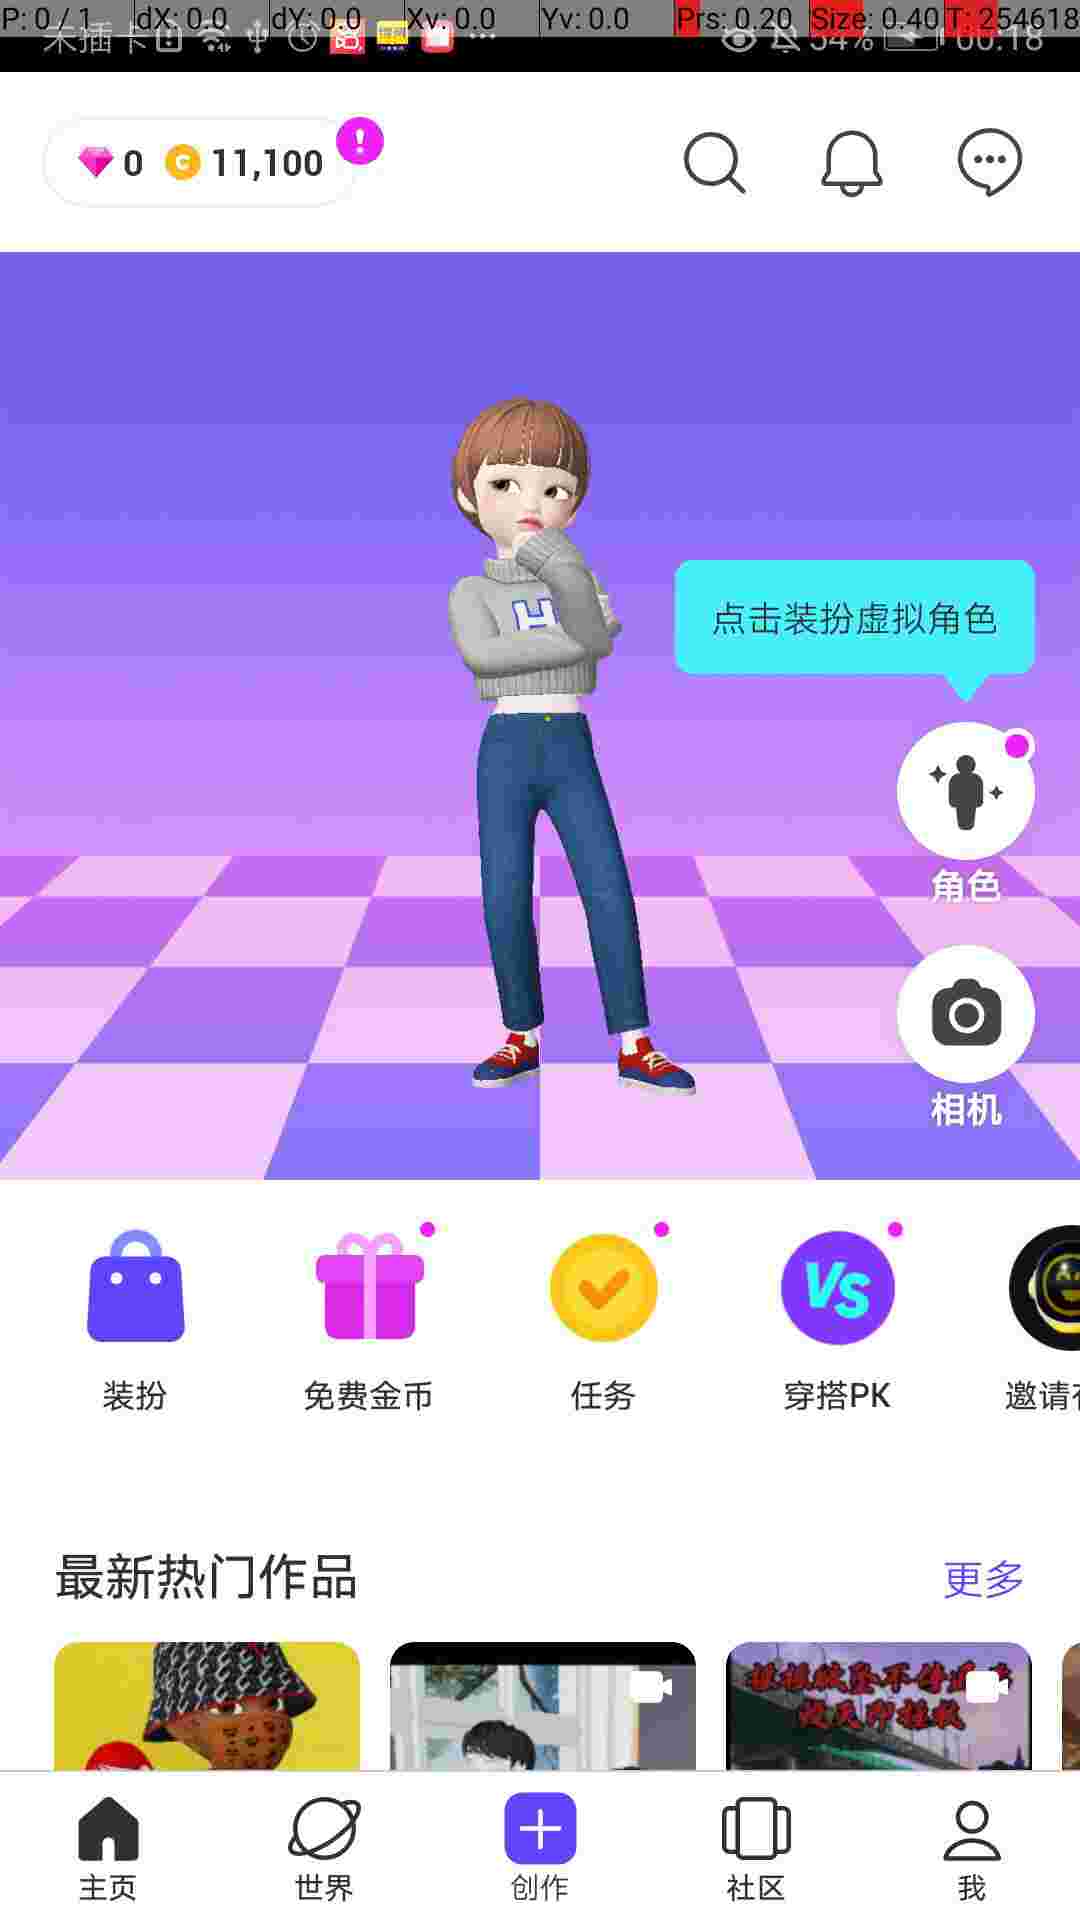 P: 0 / 1 dX: 0.0 dY: 0.0 Xv: 0.0 Yv: 0.0 Prs: 0.20 Size: 0.40 T: 254618
未插卡 54% 00:18
0 11,100
H
点击装扮虚拟角色
角色
相机
VS
装扮 免费金币 任务 穿搭PK 邀请
最新热门作品 更多
主页 世界 创作 社区 我